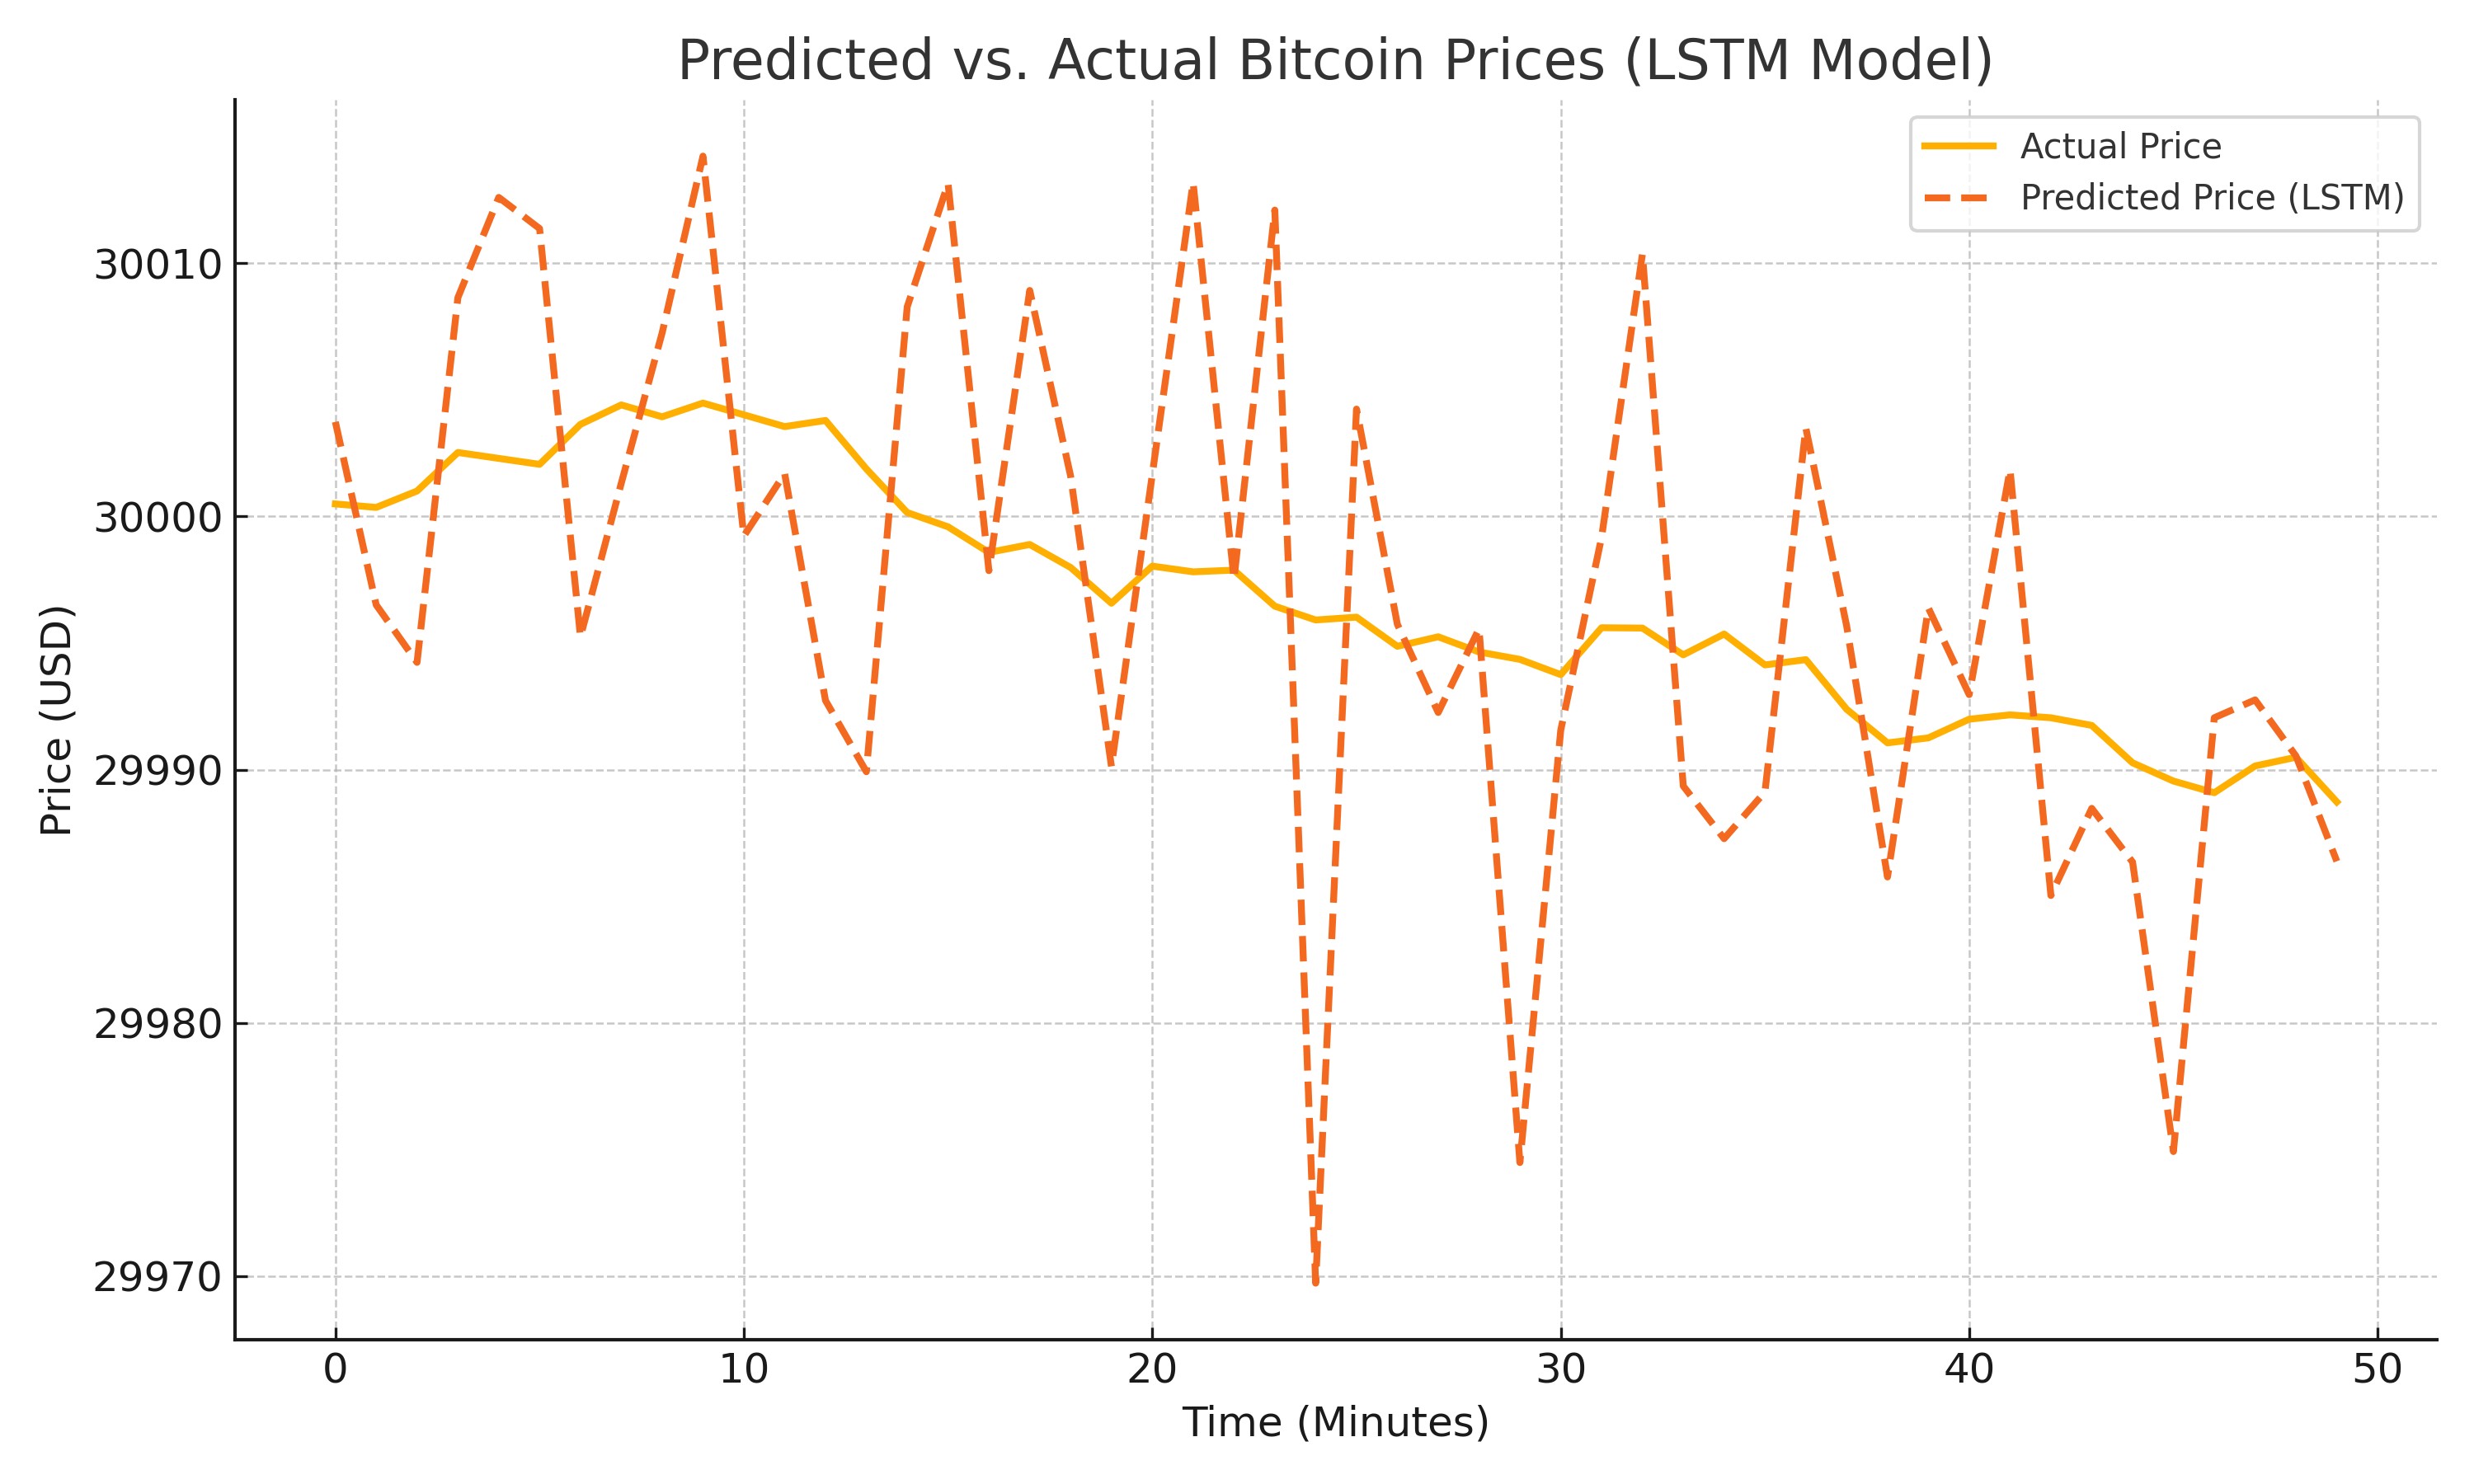 Predicted vs. Actual Bitcoin Prices (LSTM Model)
Actual Price
Predicted Price (LSTM)
Price (USD)
30010
30000
29990
29980
29970
0 10 20 30 40 50
Time (Minutes)